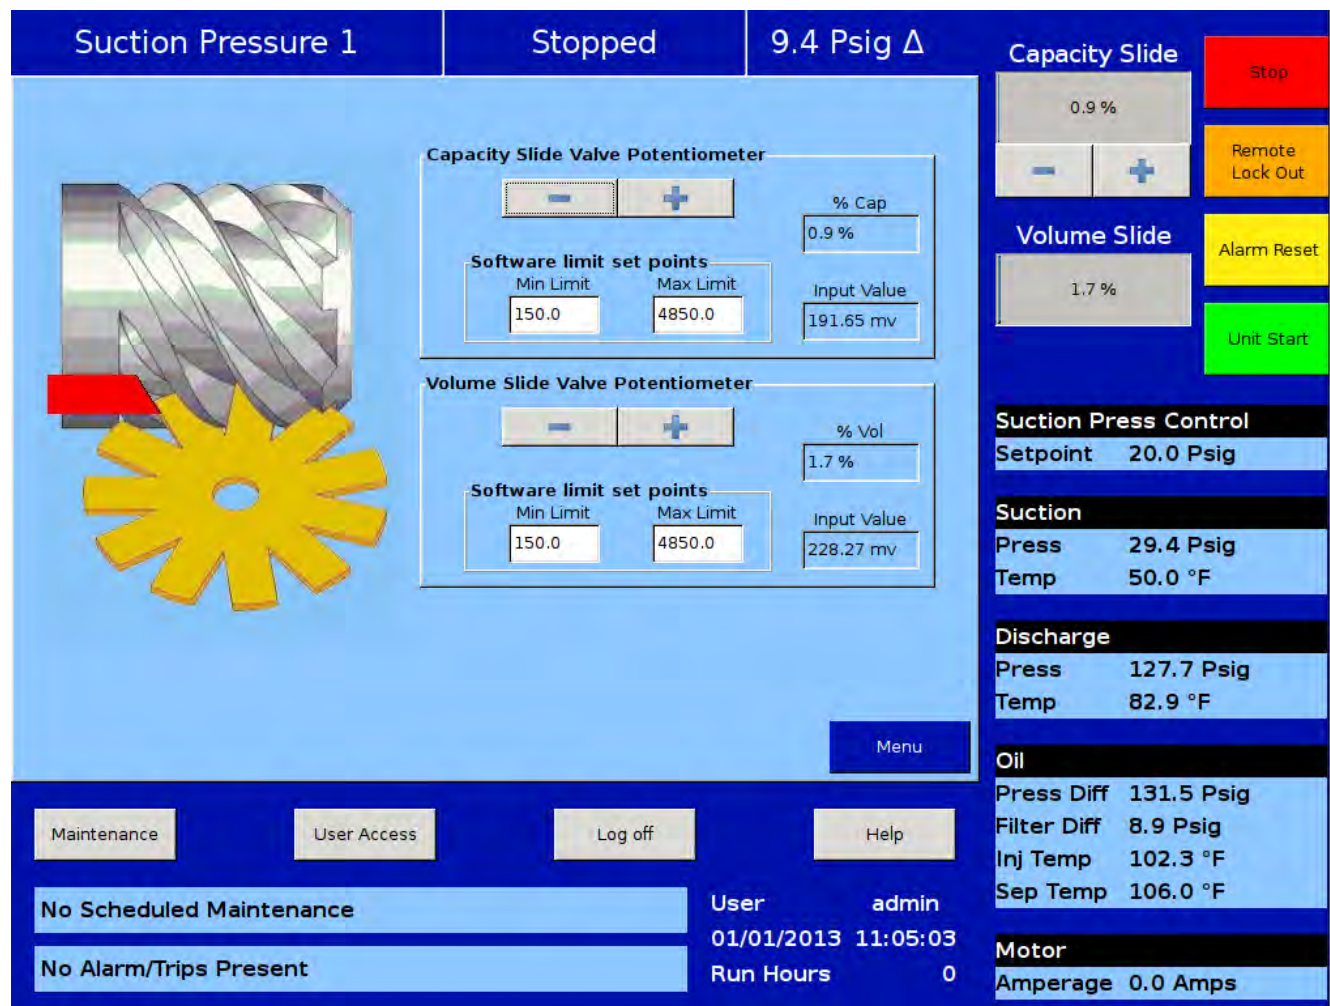 Suction Pressure 1 Stopped 9.4 Psig Δ
Capacity Slide Valve Potentiometer
− +
% Cap
0.9 %
Software limit set points
Min Limit Max Limit
150.0 4850.0
Input Value
191.65 mv
Volume Slide Valve Potentiometer
− +
% Vol
1.7 %
Software limit set points
Min Limit Max Limit
150.0 4850.0
Input Value
228.27 mv
Menu
Maintenance User Access Log off Help
No Scheduled Maintenance
No Alarm/Trips Present
User admin
01/01/2013 11:05:03
Run Hours 0
Capacity Slide
0.9 %
− +
Volume Slide
1.7 %
Stop
Remote
Lock Out
Alarm Reset
Unit Start
Suction Press Control
Setpoint 20.0 Psig
Suction
Press 29.4 Psig
Temp 50.0 °F
Discharge
Press 127.7 Psig
Temp 82.9 °F
Oil
Press Diff 131.5 Psig
Filter Diff 8.9 Psig
Inj Temp 102.3 °F
Sep Temp 106.0 °F
Motor
Amperage 0.0 Amps